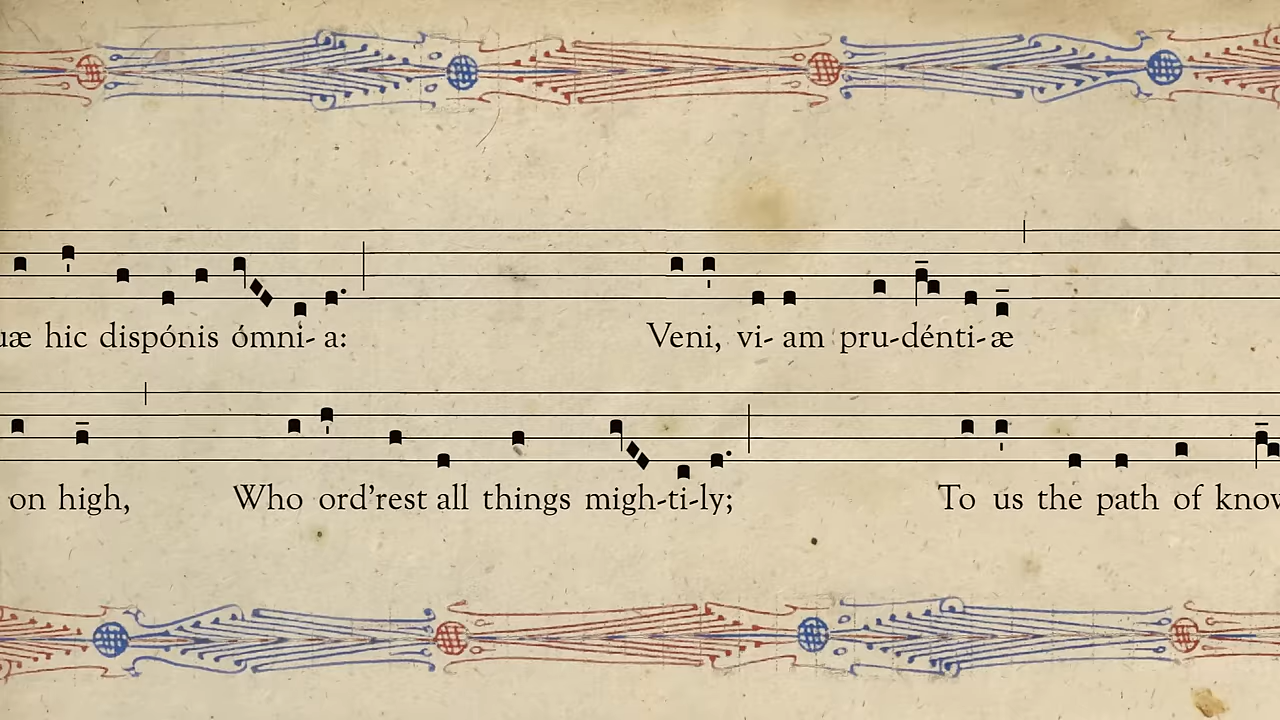 hic dispónis ómni- a: Veni, vi- am pru-dénti-æ
on high, Who ord’rest all things migh-ti-ly; To us the path of